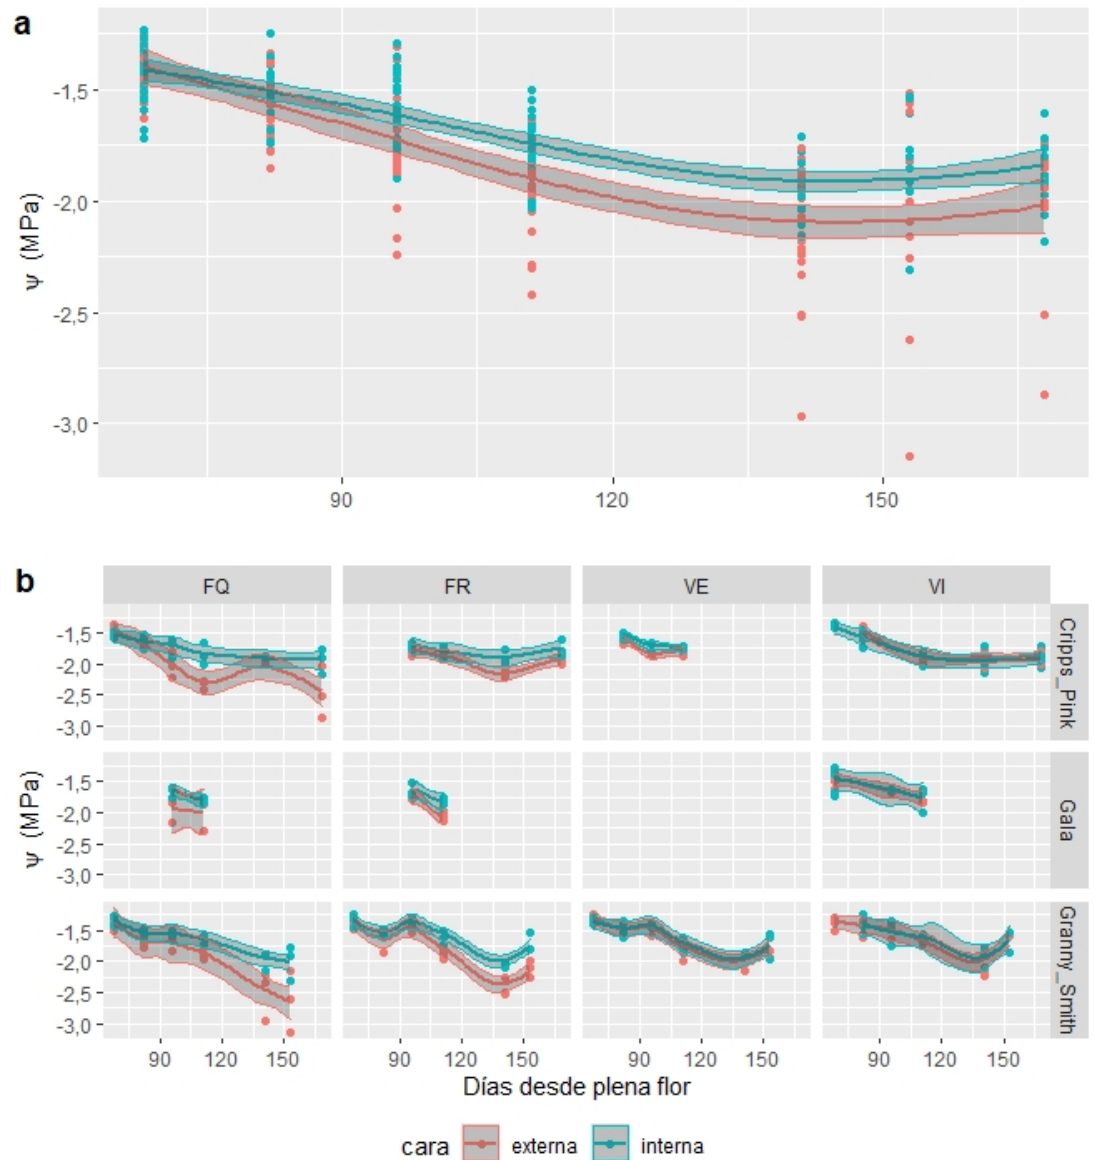 a
-1,5
-2,0
-2,5
-3,0
Ψ (MPa)
90 120 150
b
FQ FR VE VI
-1,5
-2,0
-2,5
-3,0
Cripps_Pink
-1,5
-2,0
-2,5
-3,0
Gala
Ψ (MPa)
-1,5
-2,0
-2,5
-3,0
Granny_Smith
90 120 150 90 120 150 90 120 150 90 120 150
Días desde plena flor
cara externa interna